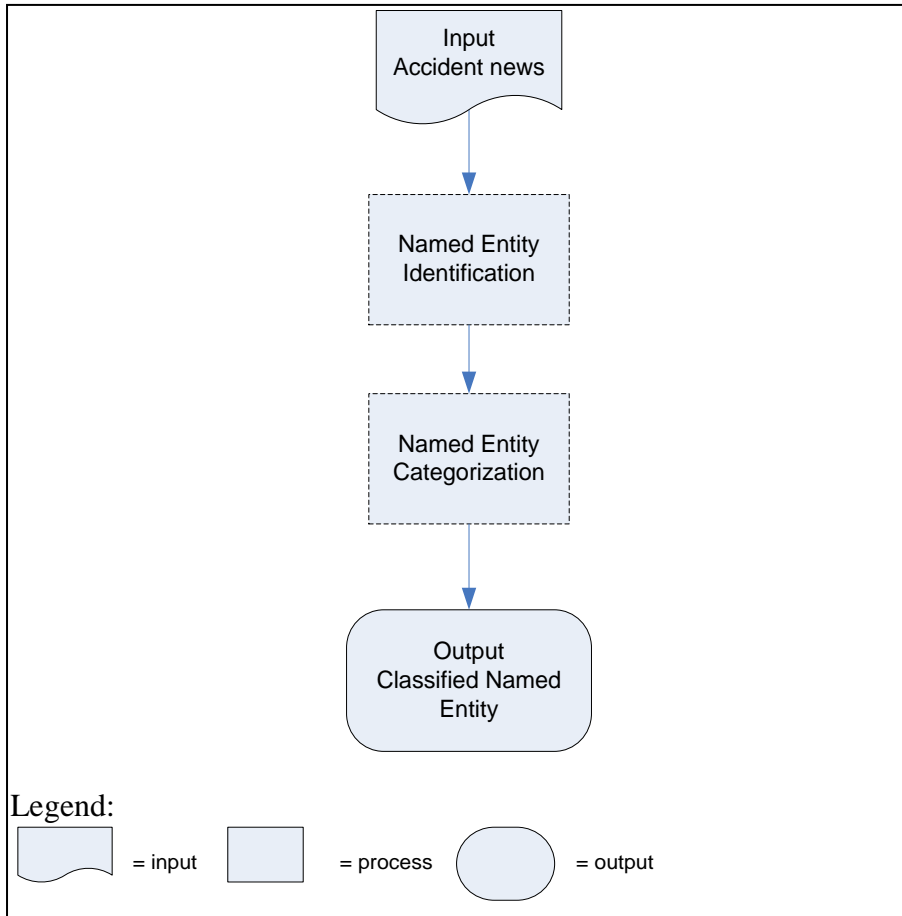 Input
Accident news
Named Entity
Identification
Named Entity
Categorization
Output
Classified Named
Entity
Legend:
= input
= process
= output